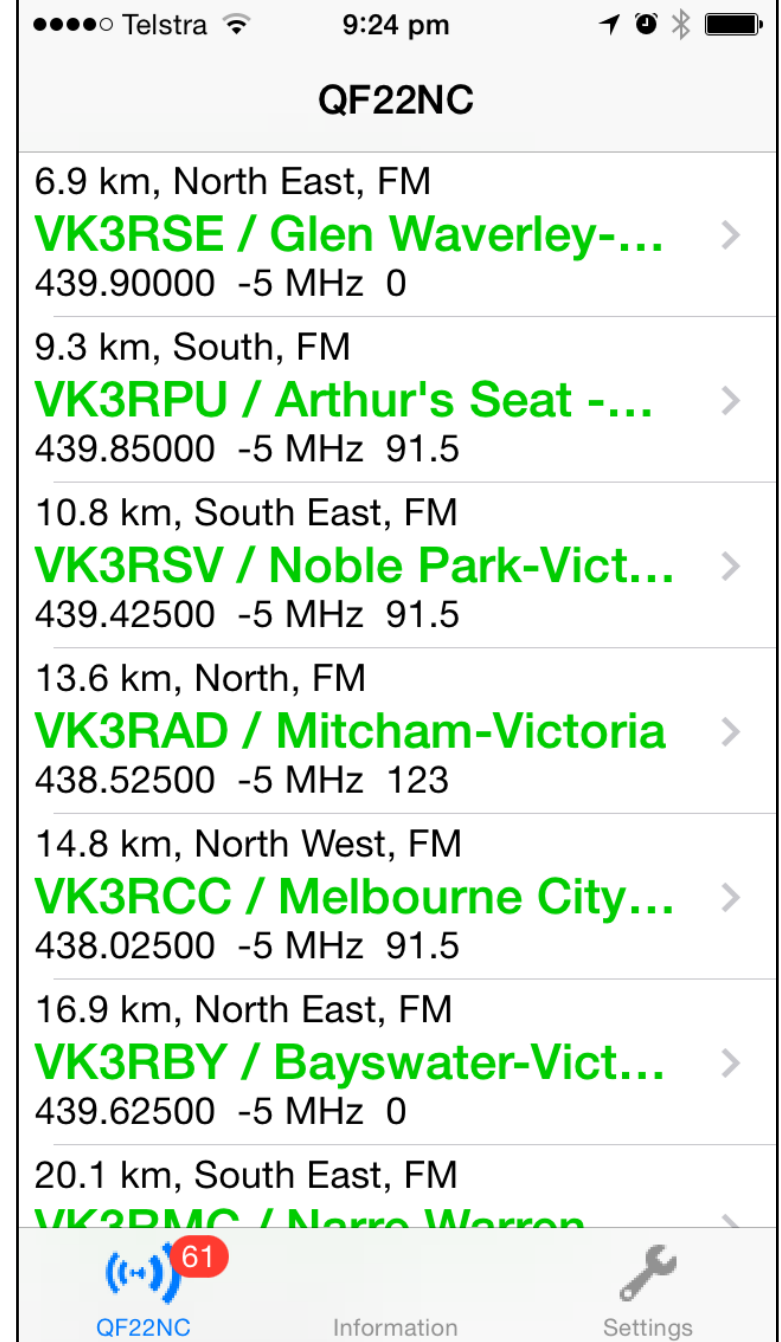 Telstra 9:24 pm
QF22NC
6.9 km, North East, FM
VK3RSE / Glen Waverley-...
439.90000 -5 MHz 0
9.3 km, South, FM
VK3RPU / Arthur's Seat -...
439.85000 -5 MHz 91.5
10.8 km, South East, FM
VK3RSV / Noble Park-Vict...
439.42500 -5 MHz 91.5
13.6 km, North, FM
VK3RAD / Mitcham-Victoria
438.52500 -5 MHz 123
14.8 km, North West, FM
VK3RCC / Melbourne City...
438.02500 -5 MHz 91.5
16.9 km, North East, FM
VK3RBY / Bayswater-Vict...
439.62500 -5 MHz 0
20.1 km, South East, FM
VK3RMC / Narre Warren
61
QF22NC Information Settings